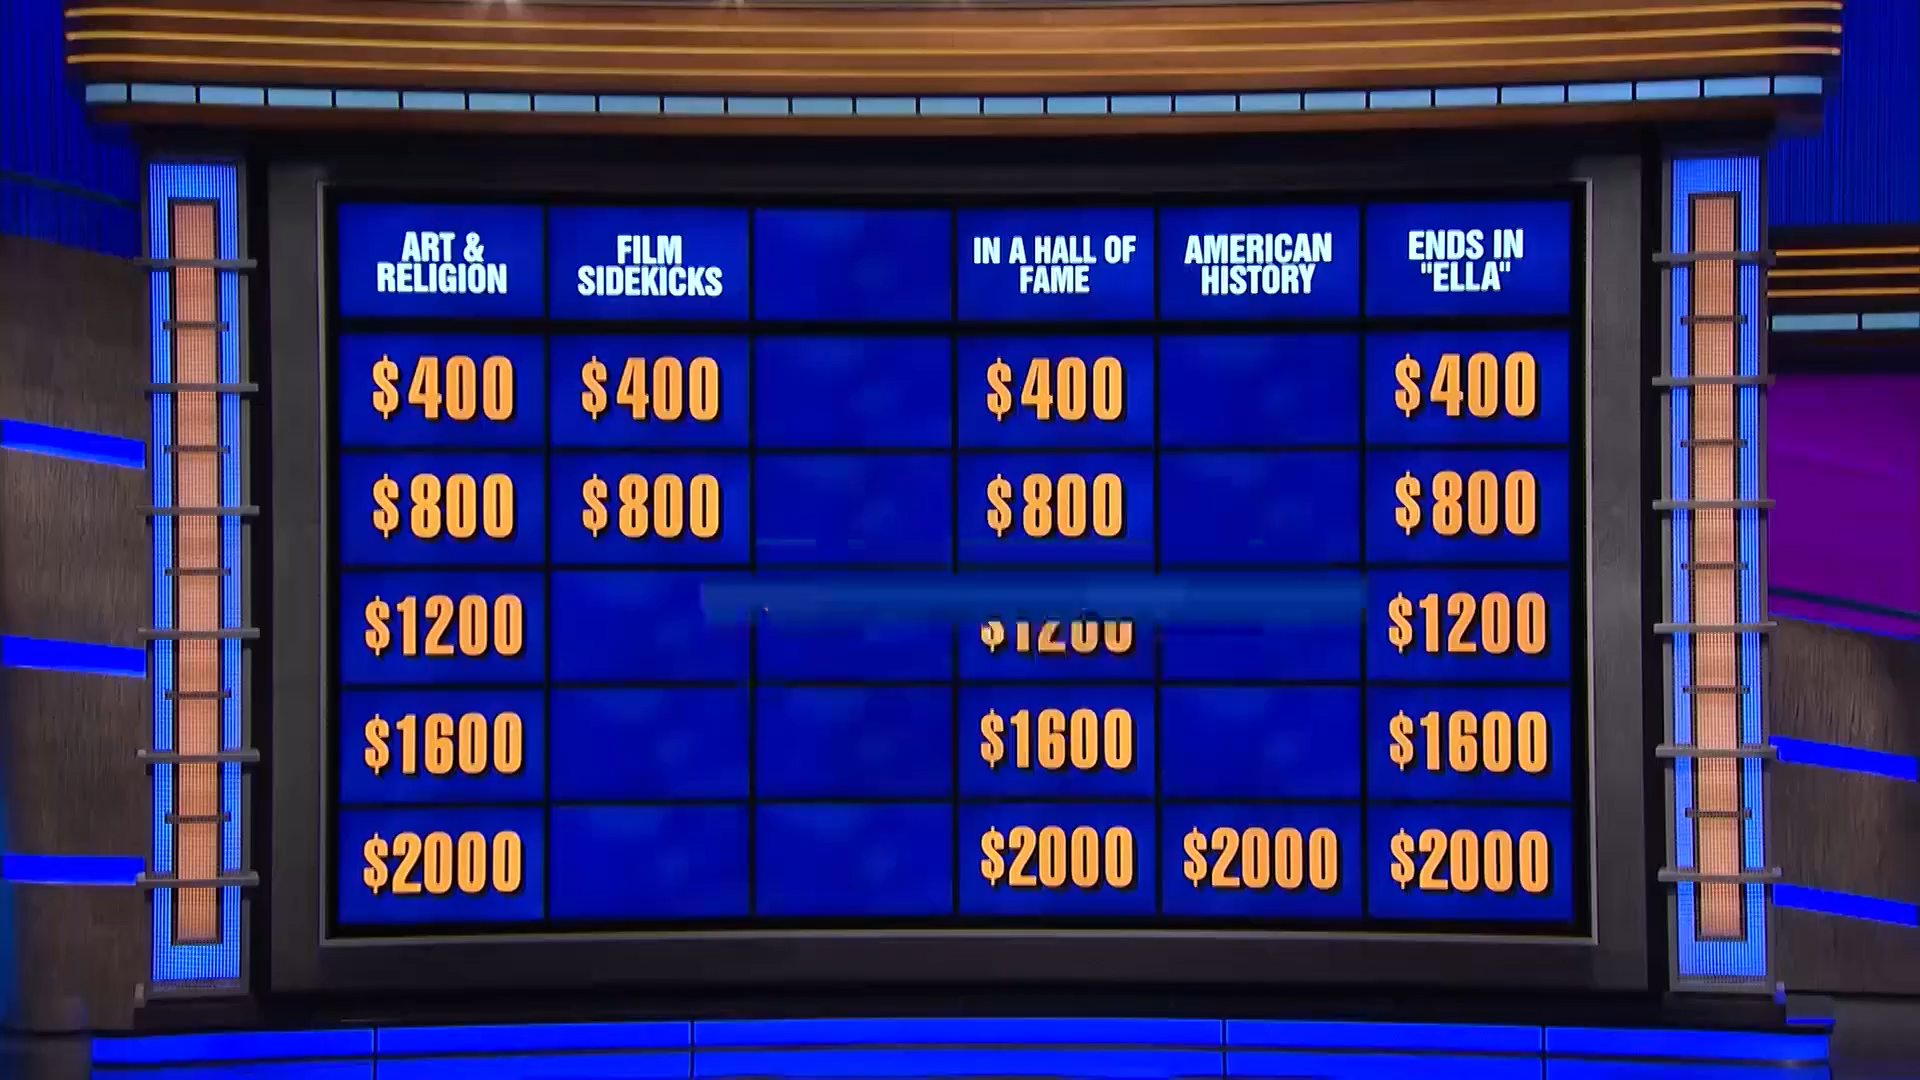 ART &
RELIGION
FILM
SIDEKICKS
IN A HALL OF
FAME
AMERICAN
HISTORY
ENDS IN
"ELLA"
$400 $400 $400 $400
$800 $800 $800 $800
$1200 $1200 $1200
$1600 $1600 $1600
$2000 $2000 $2000 $2000